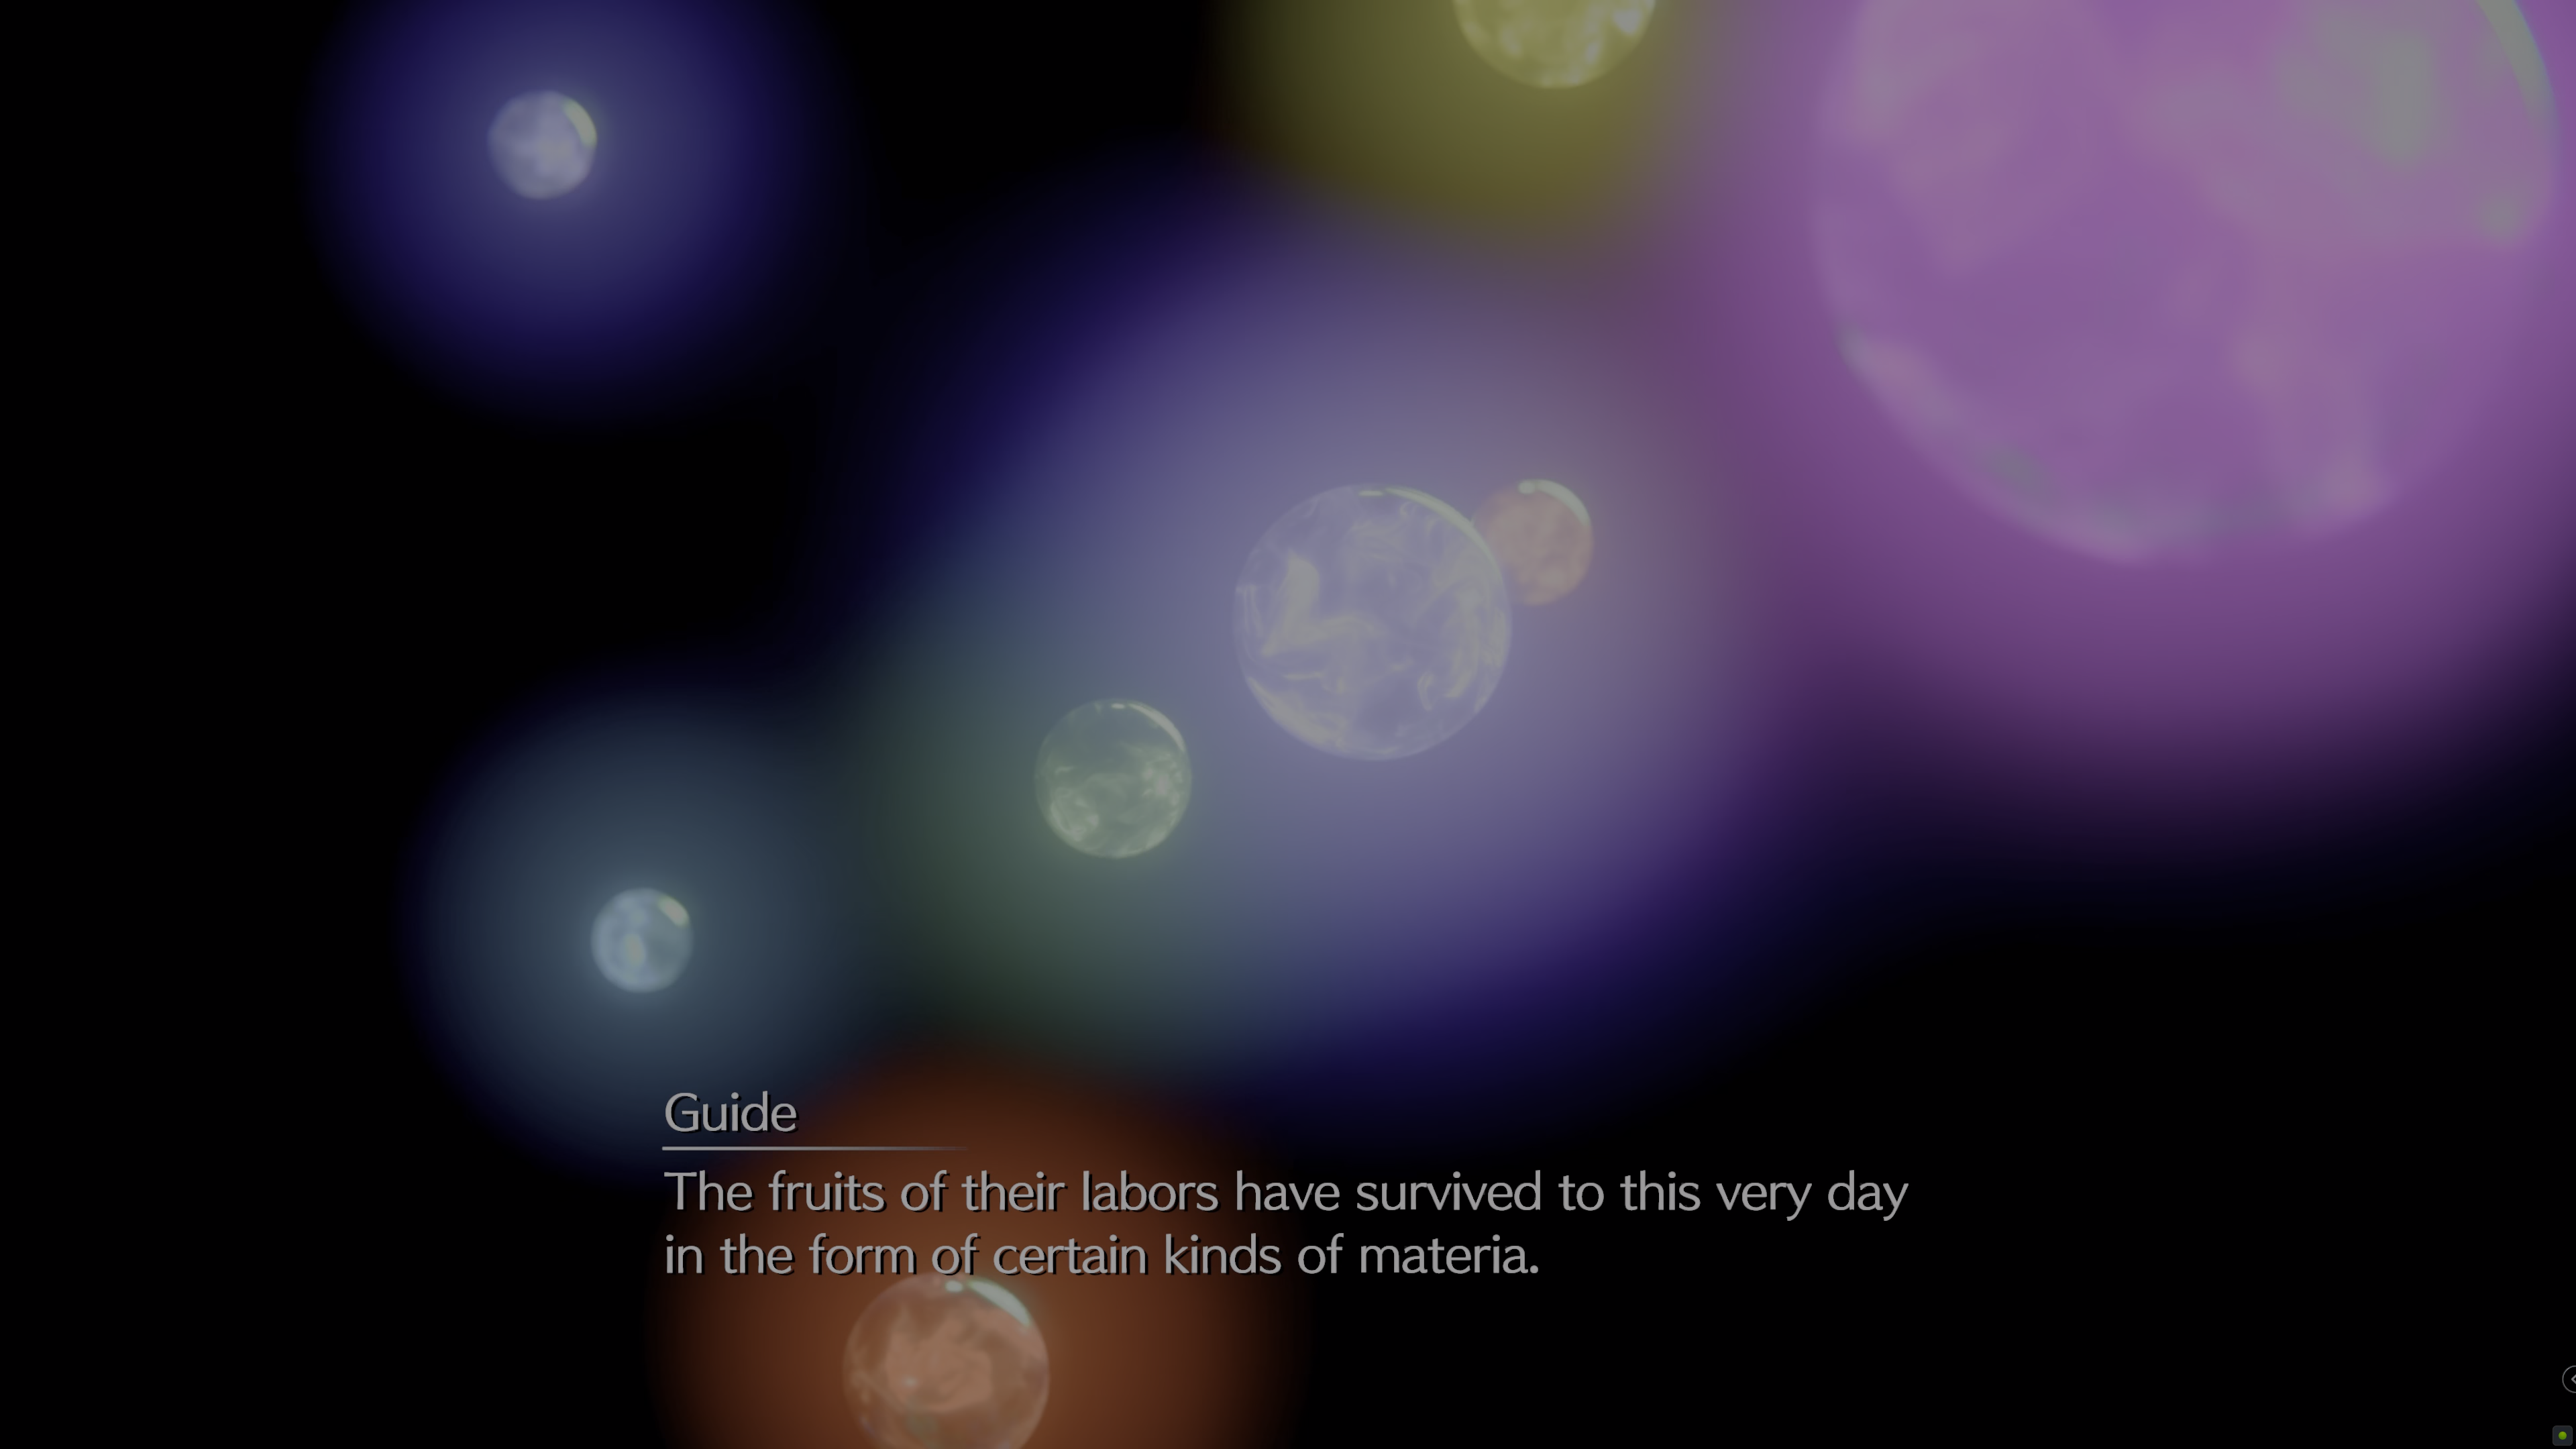 Guide
The fruits of their labors have survived to this very day
in the form of certain kinds of materia.